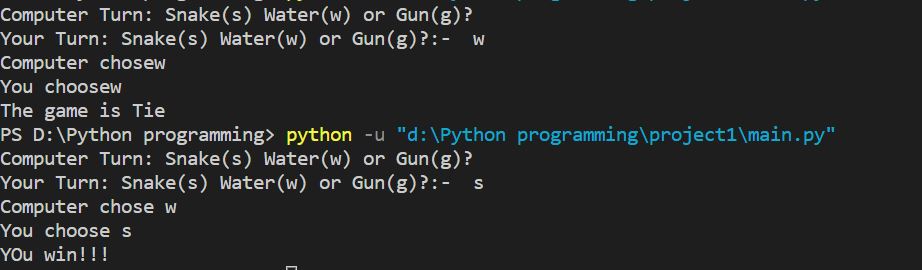 Computer Turn: Snake(s) Water(w) or Gun(g)?
Your Turn: Snake(s) Water(w) or Gun(g)?:-  w
Computer chosew
You choosew
The game is Tie
PS D:\Python programming> python -u "d:\Python programming\project1\main.py"
Computer Turn: Snake(s) Water(w) or Gun(g)?
Your Turn: Snake(s) Water(w) or Gun(g)?:-  s
Computer chose w
You choose s
YOu win!!!